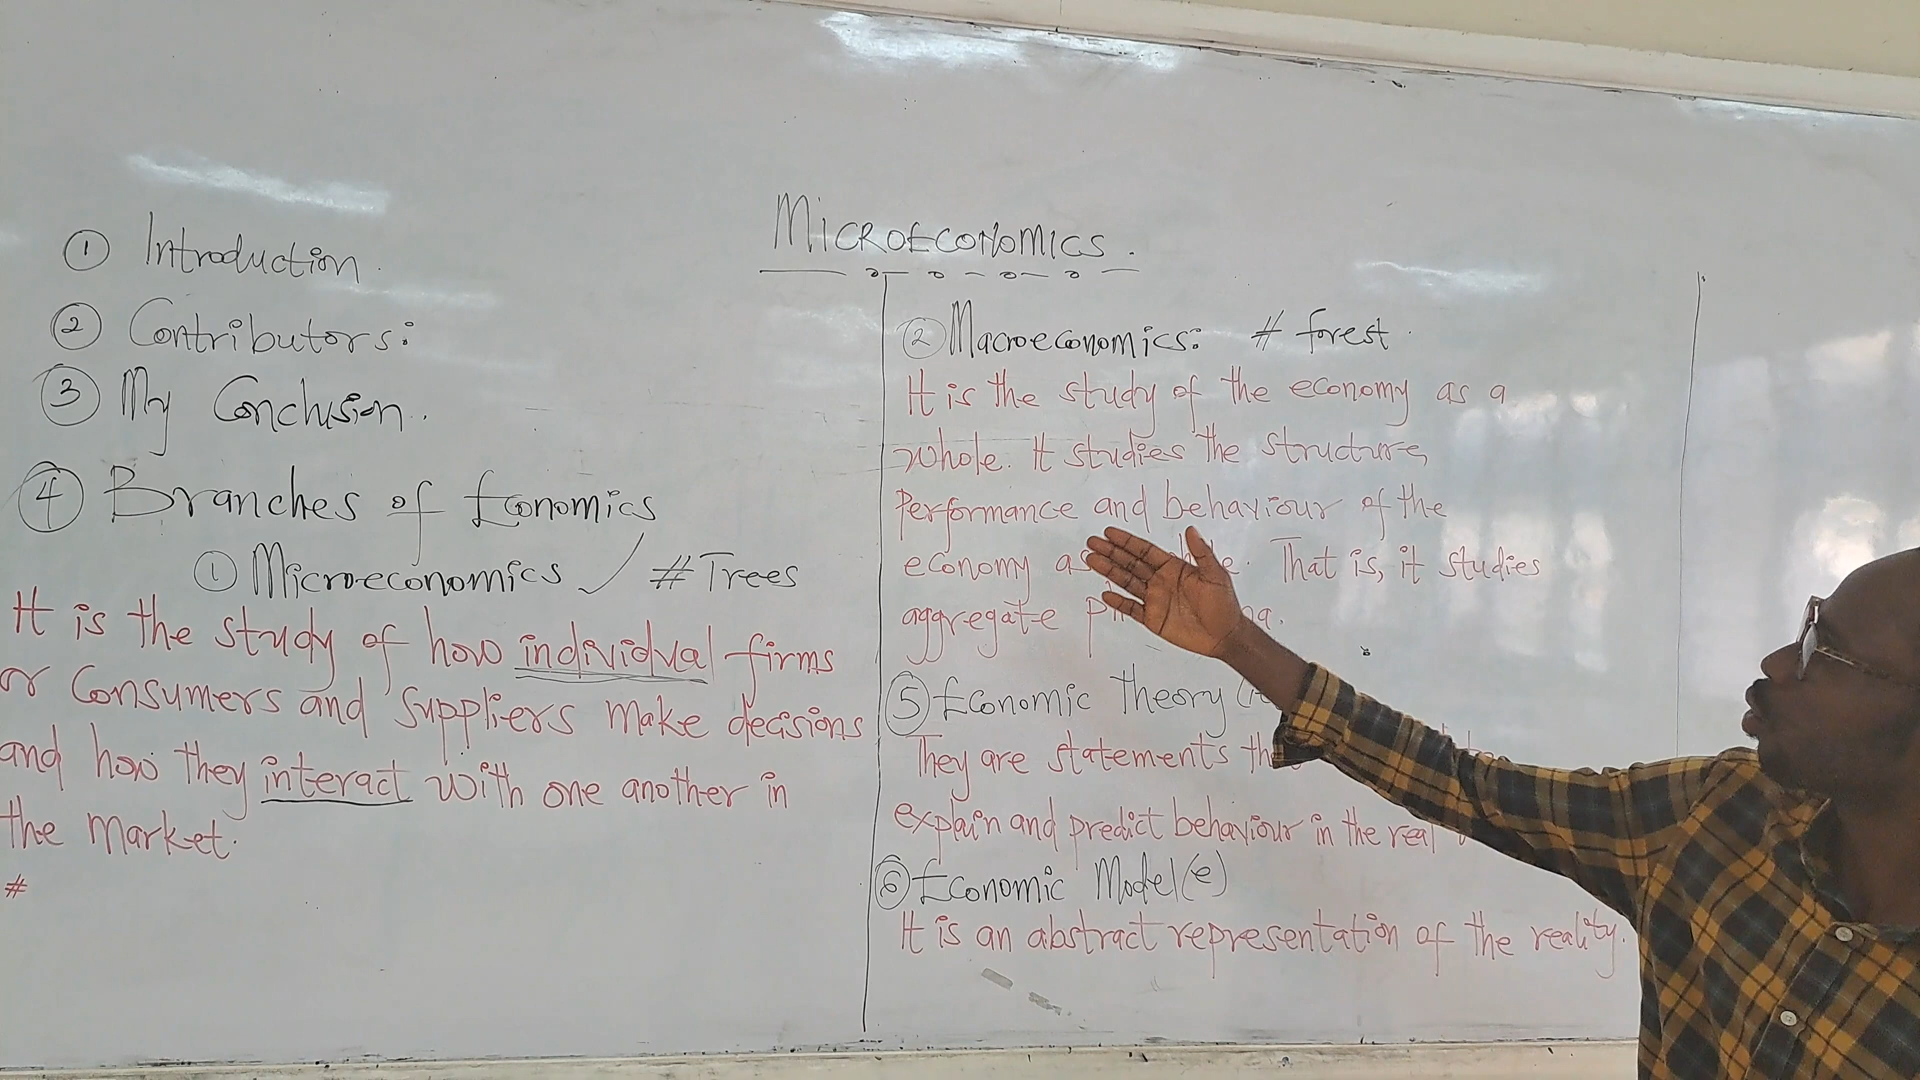 MICROECONOMICS.
① Introduction.
② Contributors:
③ My Conclusion.
④ Branches of Economics
① Microeconomics ✓ # Trees
It is the study of how individual firms
or Consumers and suppliers make decisions
and how they interact with one another in
the market.
#
② Macroeconomics: # forest.
It is the study of the economy as a
whole. It studies the structure,
Performance and behaviour of the
economy as That is, it studies
aggregate
⑤ Economic Theory
They are statements
explain and predict behaviour in the real
⑥ Economic Model(e)
It is an abstract representation of the reality.